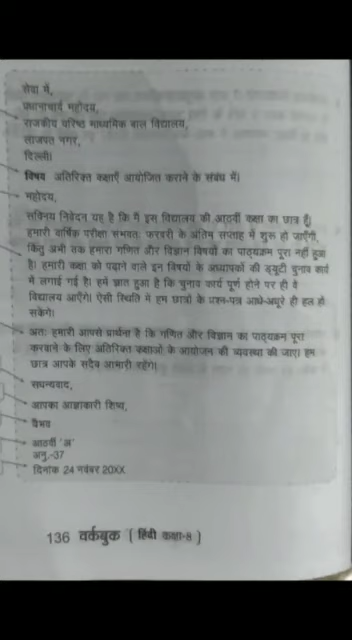 सेवा में,
प्रधानाचार्य महोदय,
राजकीय वरिष्ठ माध्यमिक बाल विद्यालय,
लाजपत नगर,
दिल्ली।
विषय अतिरिक्त कक्षाएँ आयोजित कराने के संबंध में।
महोदय,
सविनय निवेदन यह है कि मैं इस विद्यालय की आठवीं कक्षा का छात्र हूँ।
हमारी वार्षिक परीक्षा संभवतः फरवरी के अंतिम सप्ताह में शुरू हो जाएँगी,
किंतु अभी तक हमारा गणित और विज्ञान विषयों का पाठ्यक्रम पूरा नहीं हुआ
है। हमारी कक्षा को पढ़ाने वाले इन विषयों के अध्यापकों की ड्यूटी चुनाव कार्य
में लगाई गई है। हमें ज्ञात हुआ है कि चुनाव कार्य पूर्ण होने पर ही वे
विद्यालय आएँगे। ऐसी स्थिति में हम छात्रों के प्रश्न-पत्र आधे-अधूरे ही हल हो
सकेंगे।
अतः हमारी आपसे प्रार्थना है कि गणित और विज्ञान का पाठ्यक्रम पूरा
करवाने के लिए अतिरिक्त कक्षाओं के आयोजन की व्यवस्था की जाए। हम
छात्र आपके सदैव आभारी रहेंगे।
सधन्यवाद,
आपका आज्ञाकारी शिष्य,
वैभव
आठवीं 'अ'
अनु.-37
दिनांक 24 नवंबर 20XX
136 वर्कबुक ( हिंदी कक्षा-8 )